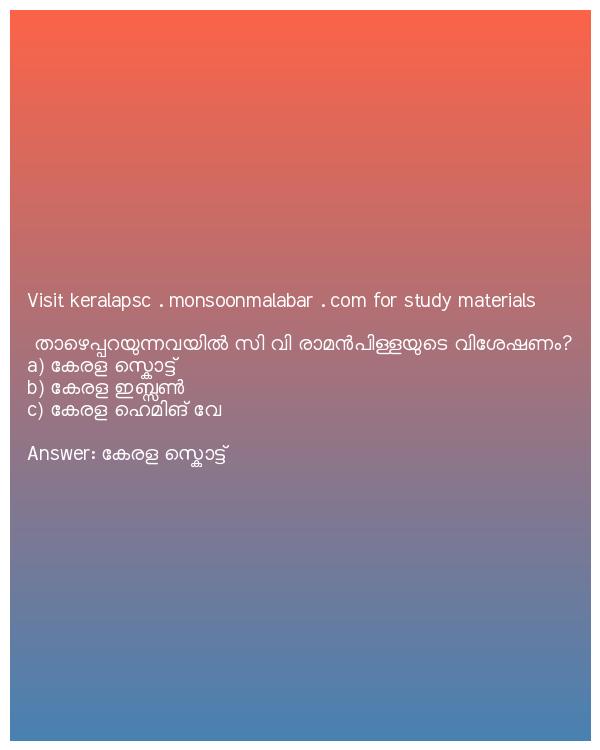 Visit keralapsc . monsoonmalabar . com for study materials
താഴെപ്പറയുന്നവയിൽ സി വി രാമൻപിള്ളയുടെ വിശേഷണം?
a) കേരള സ്കൊട്ട്
b) കേരള ഇബ്സൺ
c) കേരള ഹെമിങ് വേ
Answer: കേരള സ്കൊട്ട്